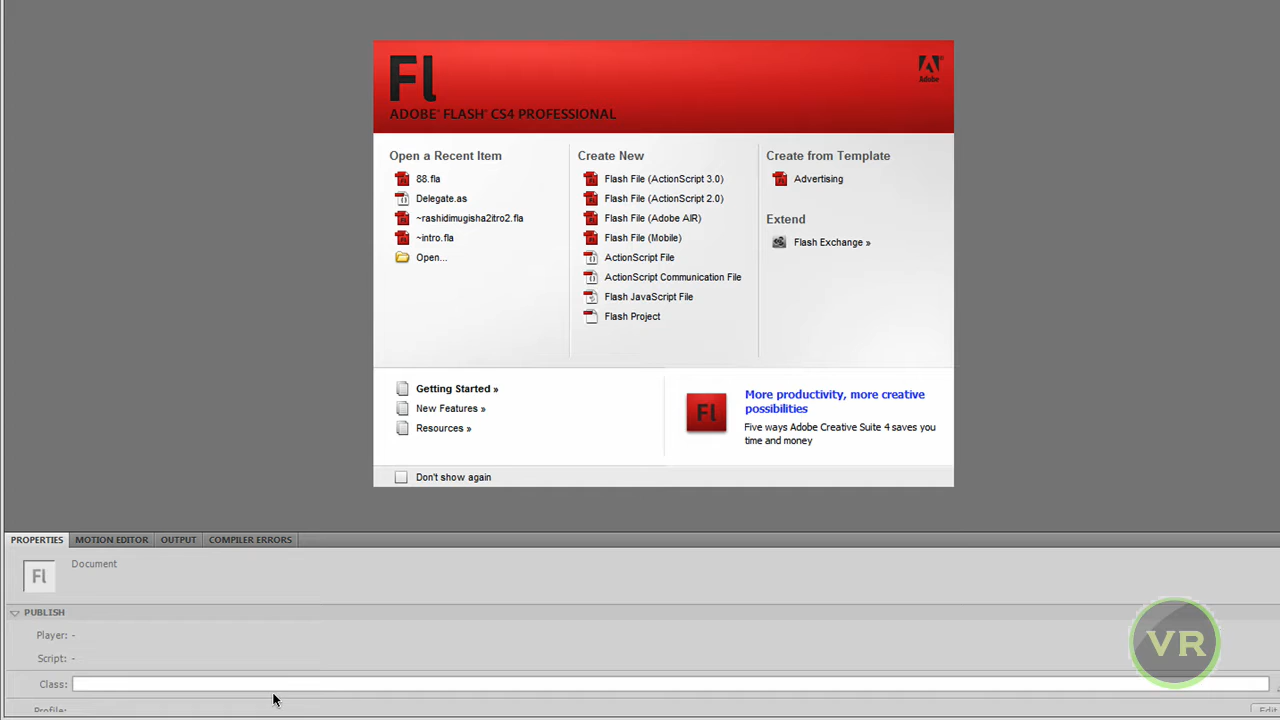 Fl
Adobe
ADOBE® FLASH® CS4 PROFESSIONAL
Open a Recent Item
88.fla
Delegate.as
~rashidimugisha2itro2.fla
~intro.fla
Open...
Create New
Flash File (ActionScript 3.0)
Flash File (ActionScript 2.0)
Flash File (Adobe AIR)
Flash File (Mobile)
ActionScript File
ActionScript Communication File
Flash JavaScript File
Flash Project
Create from Template
Advertising
Extend
Flash Exchange »
Getting Started »
New Features »
Resources »
Fl
More productivity, more creative
possibilities
Five ways Adobe Creative Suite 4 saves you
time and money
Don't show again
PROPERTIES MOTION EDITOR OUTPUT COMPILER ERRORS
Fl
Document
PUBLISH
Player: -
Script: -
Class:
Profile:
Edit
VR